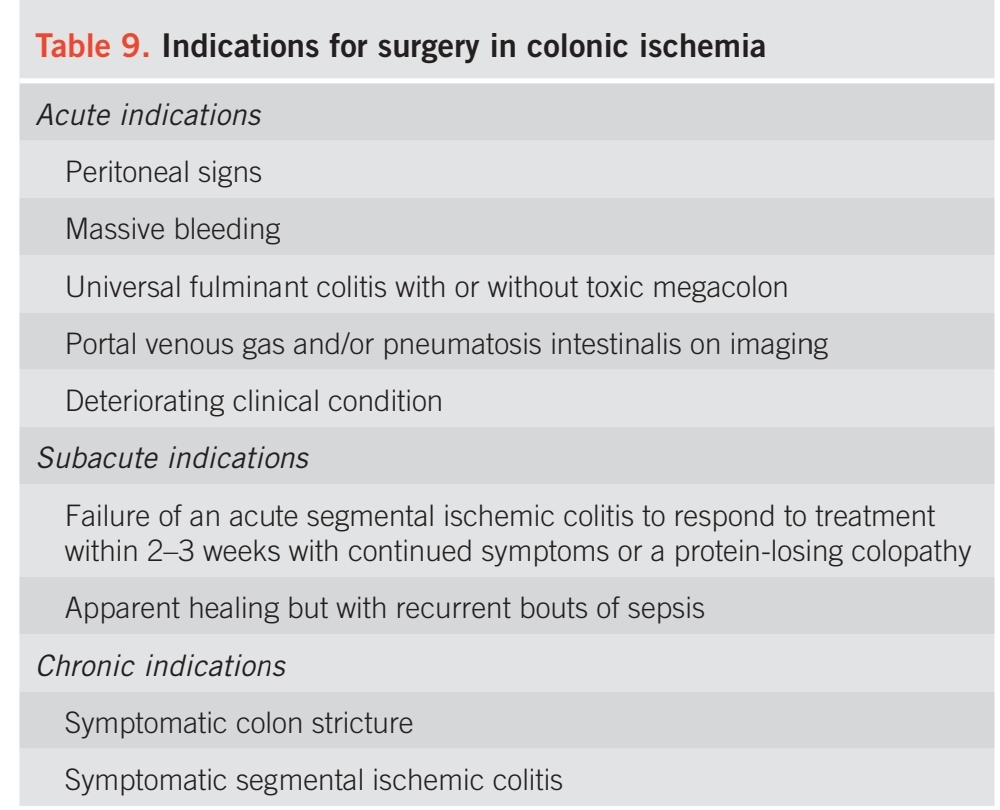 Table 9. Indications for surgery in colonic ischemia
Acute indications
Peritoneal signs
Massive bleeding
Universal fulminant colitis with or without toxic megacolon
Portal venous gas and/or pneumatosis intestinalis on imaging
Deteriorating clinical condition
Subacute indications
Failure of an acute segmental ischemic colitis to respond to treatment
within 2–3 weeks with continued symptoms or a protein-losing colopathy
Apparent healing but with recurrent bouts of sepsis
Chronic indications
Symptomatic colon stricture
Symptomatic segmental ischemic colitis